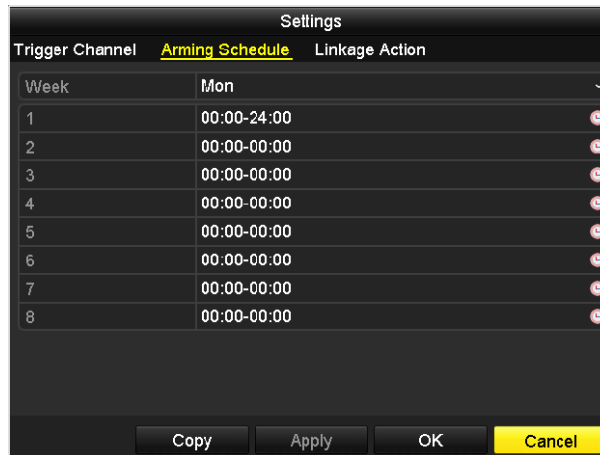 Settings
Trigger Channel Arming Schedule Linkage Action
Week Mon
1 00:00-24:00
2 00:00-00:00
3 00:00-00:00
4 00:00-00:00
5 00:00-00:00
6 00:00-00:00
7 00:00-00:00
8 00:00-00:00
Copy Apply OK Cancel